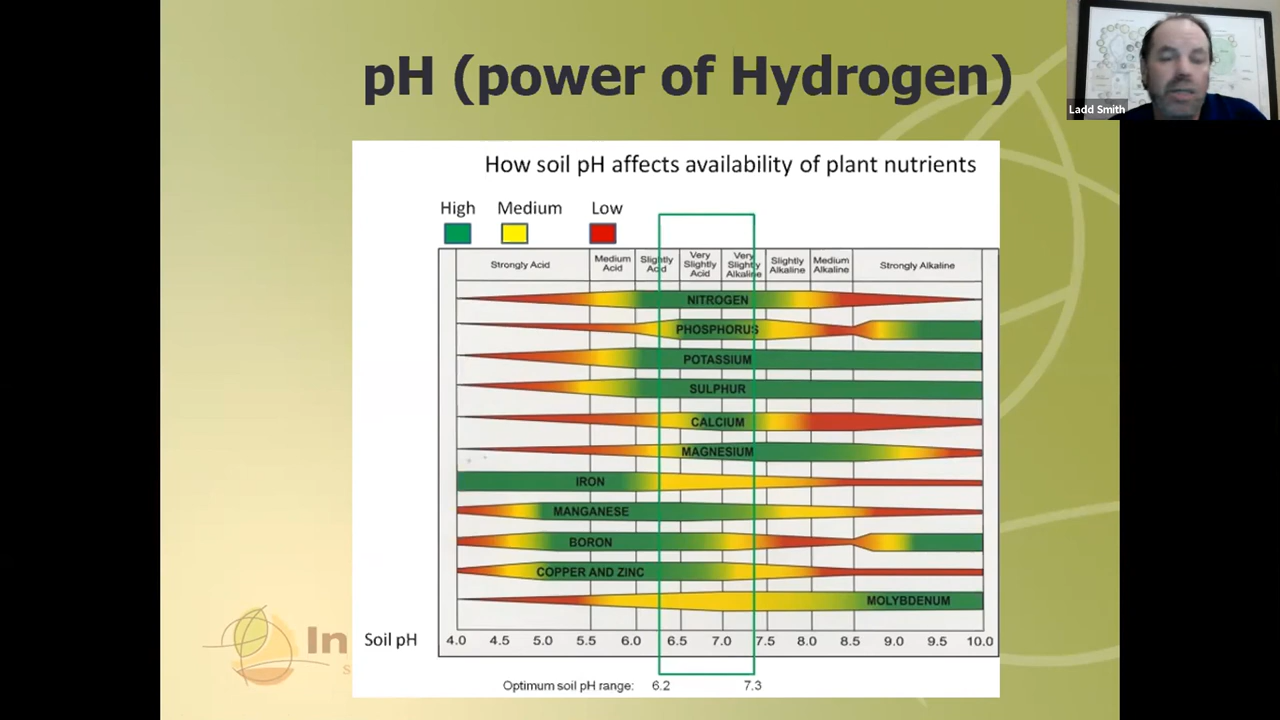 pH (power of Hydrogen)
Ladd Smith
How soil pH affects availability of plant nutrients
High Medium Low
Strongly Acid
Medium Acid
Slightly Acid
Very Slightly Acid
Very Slightly Alkaline
Slightly Alkaline
Medium Alkaline
Strongly Alkaline
NITROGEN
PHOSPHORUS
POTASSIUM
SULPHUR
CALCIUM
MAGNESIUM
IRON
MANGANESE
BORON
COPPER AND ZINC
MOLYBDENUM
Soil pH 4.0 4.5 5.0 5.5 6.0 6.5 7.0 7.5 8.0 8.5 9.0 9.5 10.0
Optimum soil pH range: 6.2 7.3
In
S